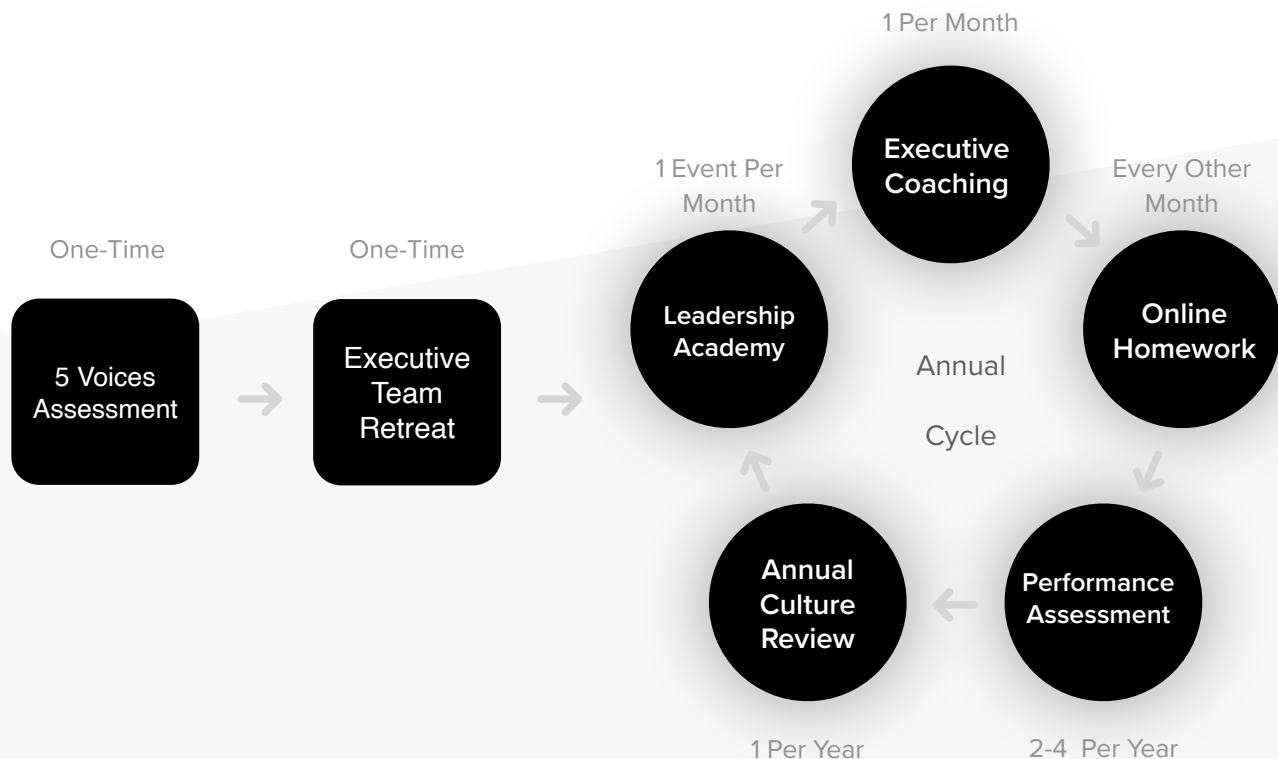 One-Time
5 Voices
Assessment
One-Time
Executive
Team
Retreat
1 Event Per
Month
Leadership
Academy
1 Per Month
Executive
Coaching
Every Other
Month
Online
Homework
Annual
Cycle
Performance
Assessment
2-4 Per Year
Annual
Culture
Review
1 Per Year